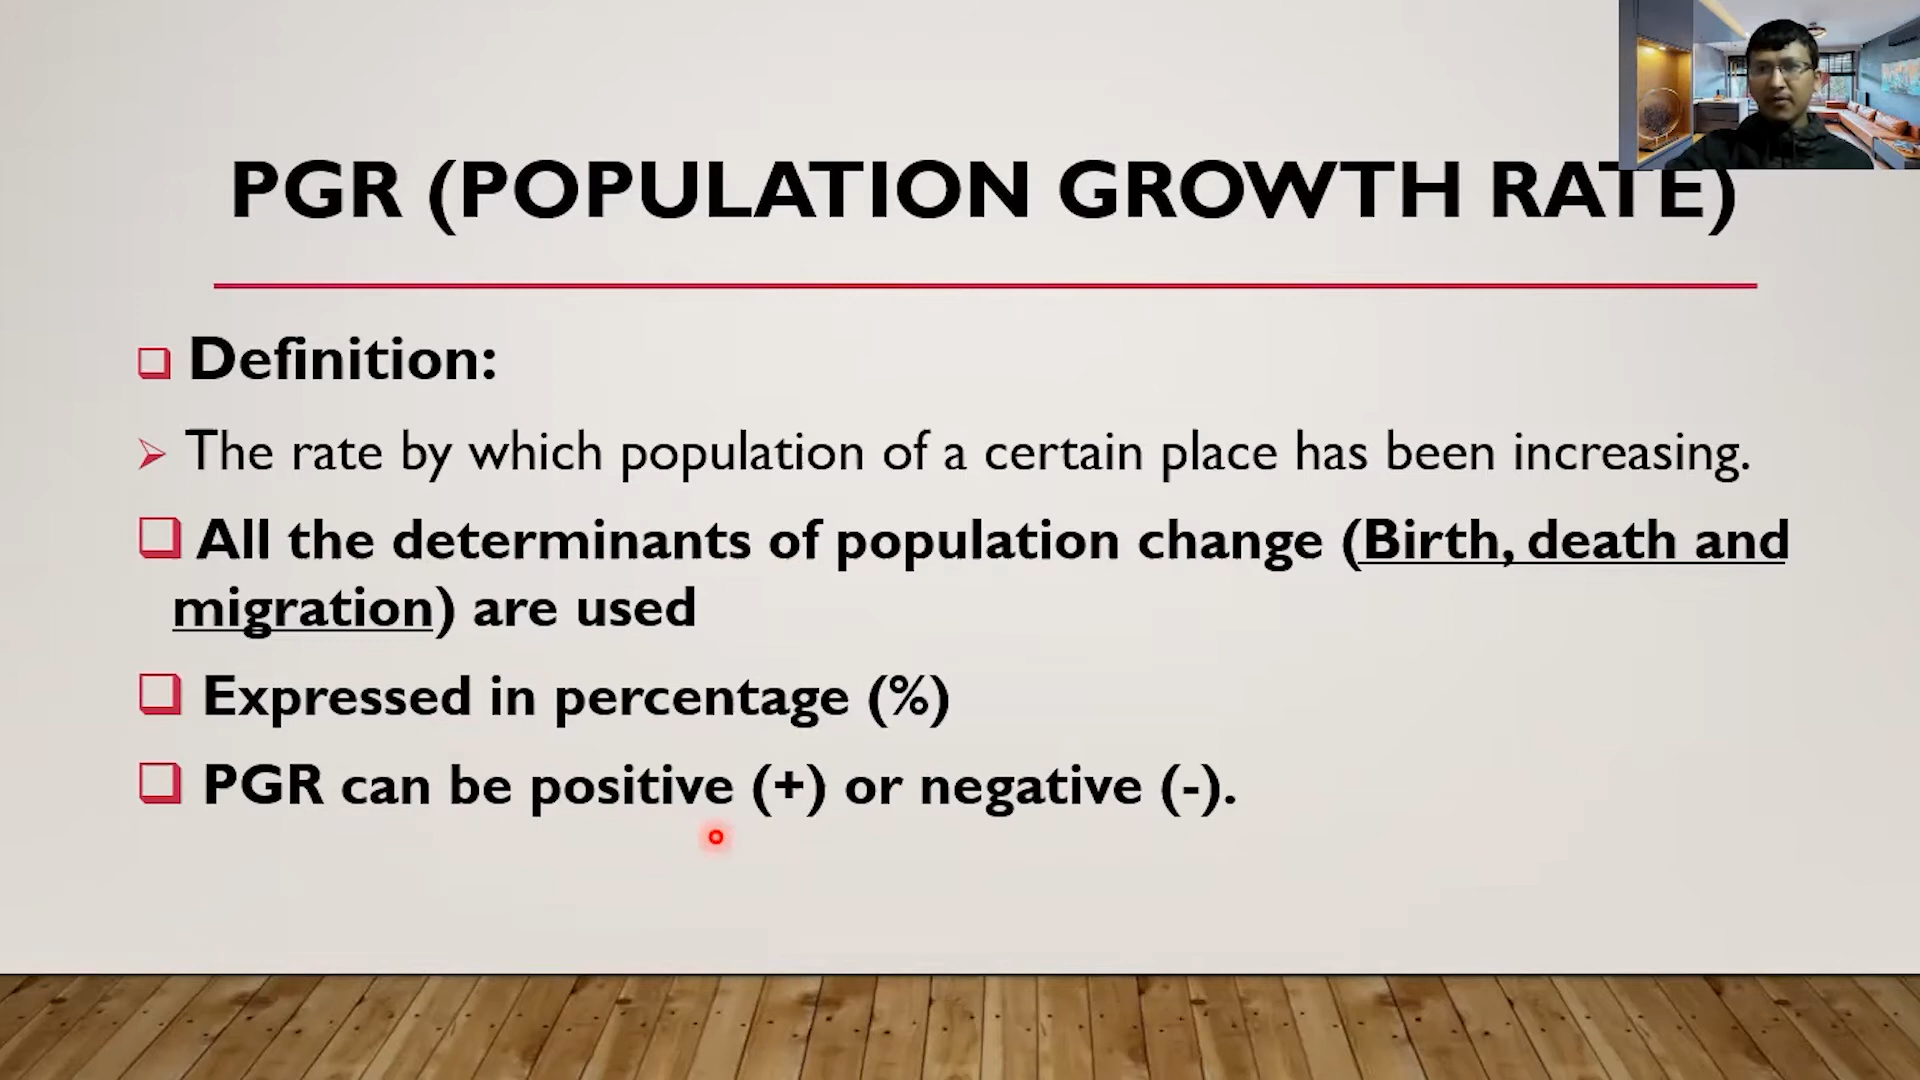 PGR (POPULATION GROWTH RATE)
Definition:
The rate by which population of a certain place has been increasing.
All the determinants of population change (Birth, death and
migration) are used
Expressed in percentage (%)
PGR can be positive (+) or negative (-).